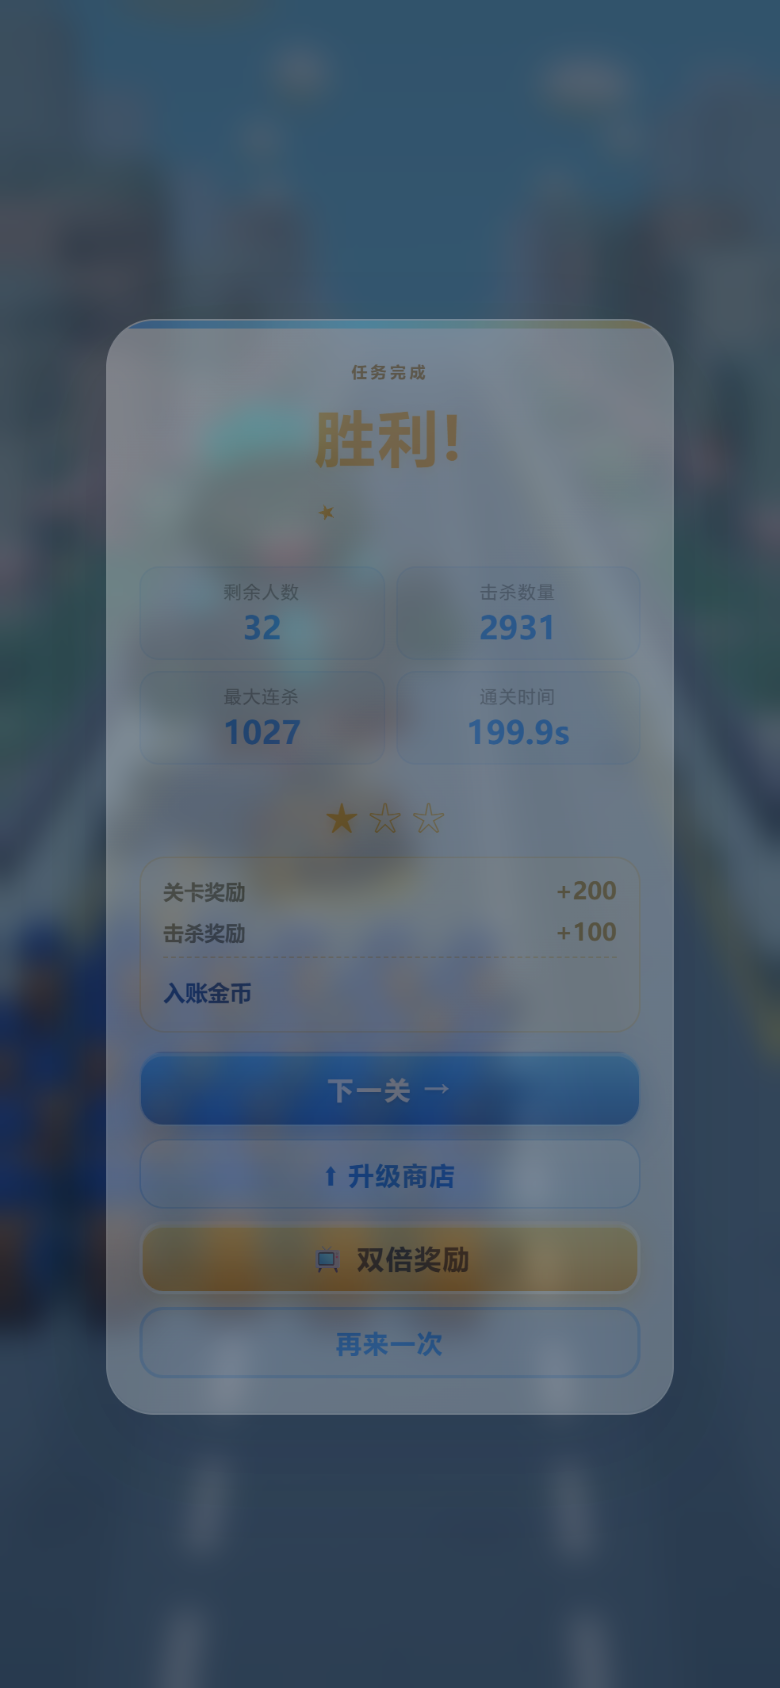 任务完成
胜利!
★
剩余人数
32
击杀数量
2931
最大连杀
1027
通关时间
199.9s
★☆☆
关卡奖励 +200
击杀奖励 +100
入账金币
下一关 →
⬆ 升级商店
📺 双倍奖励
再来一次